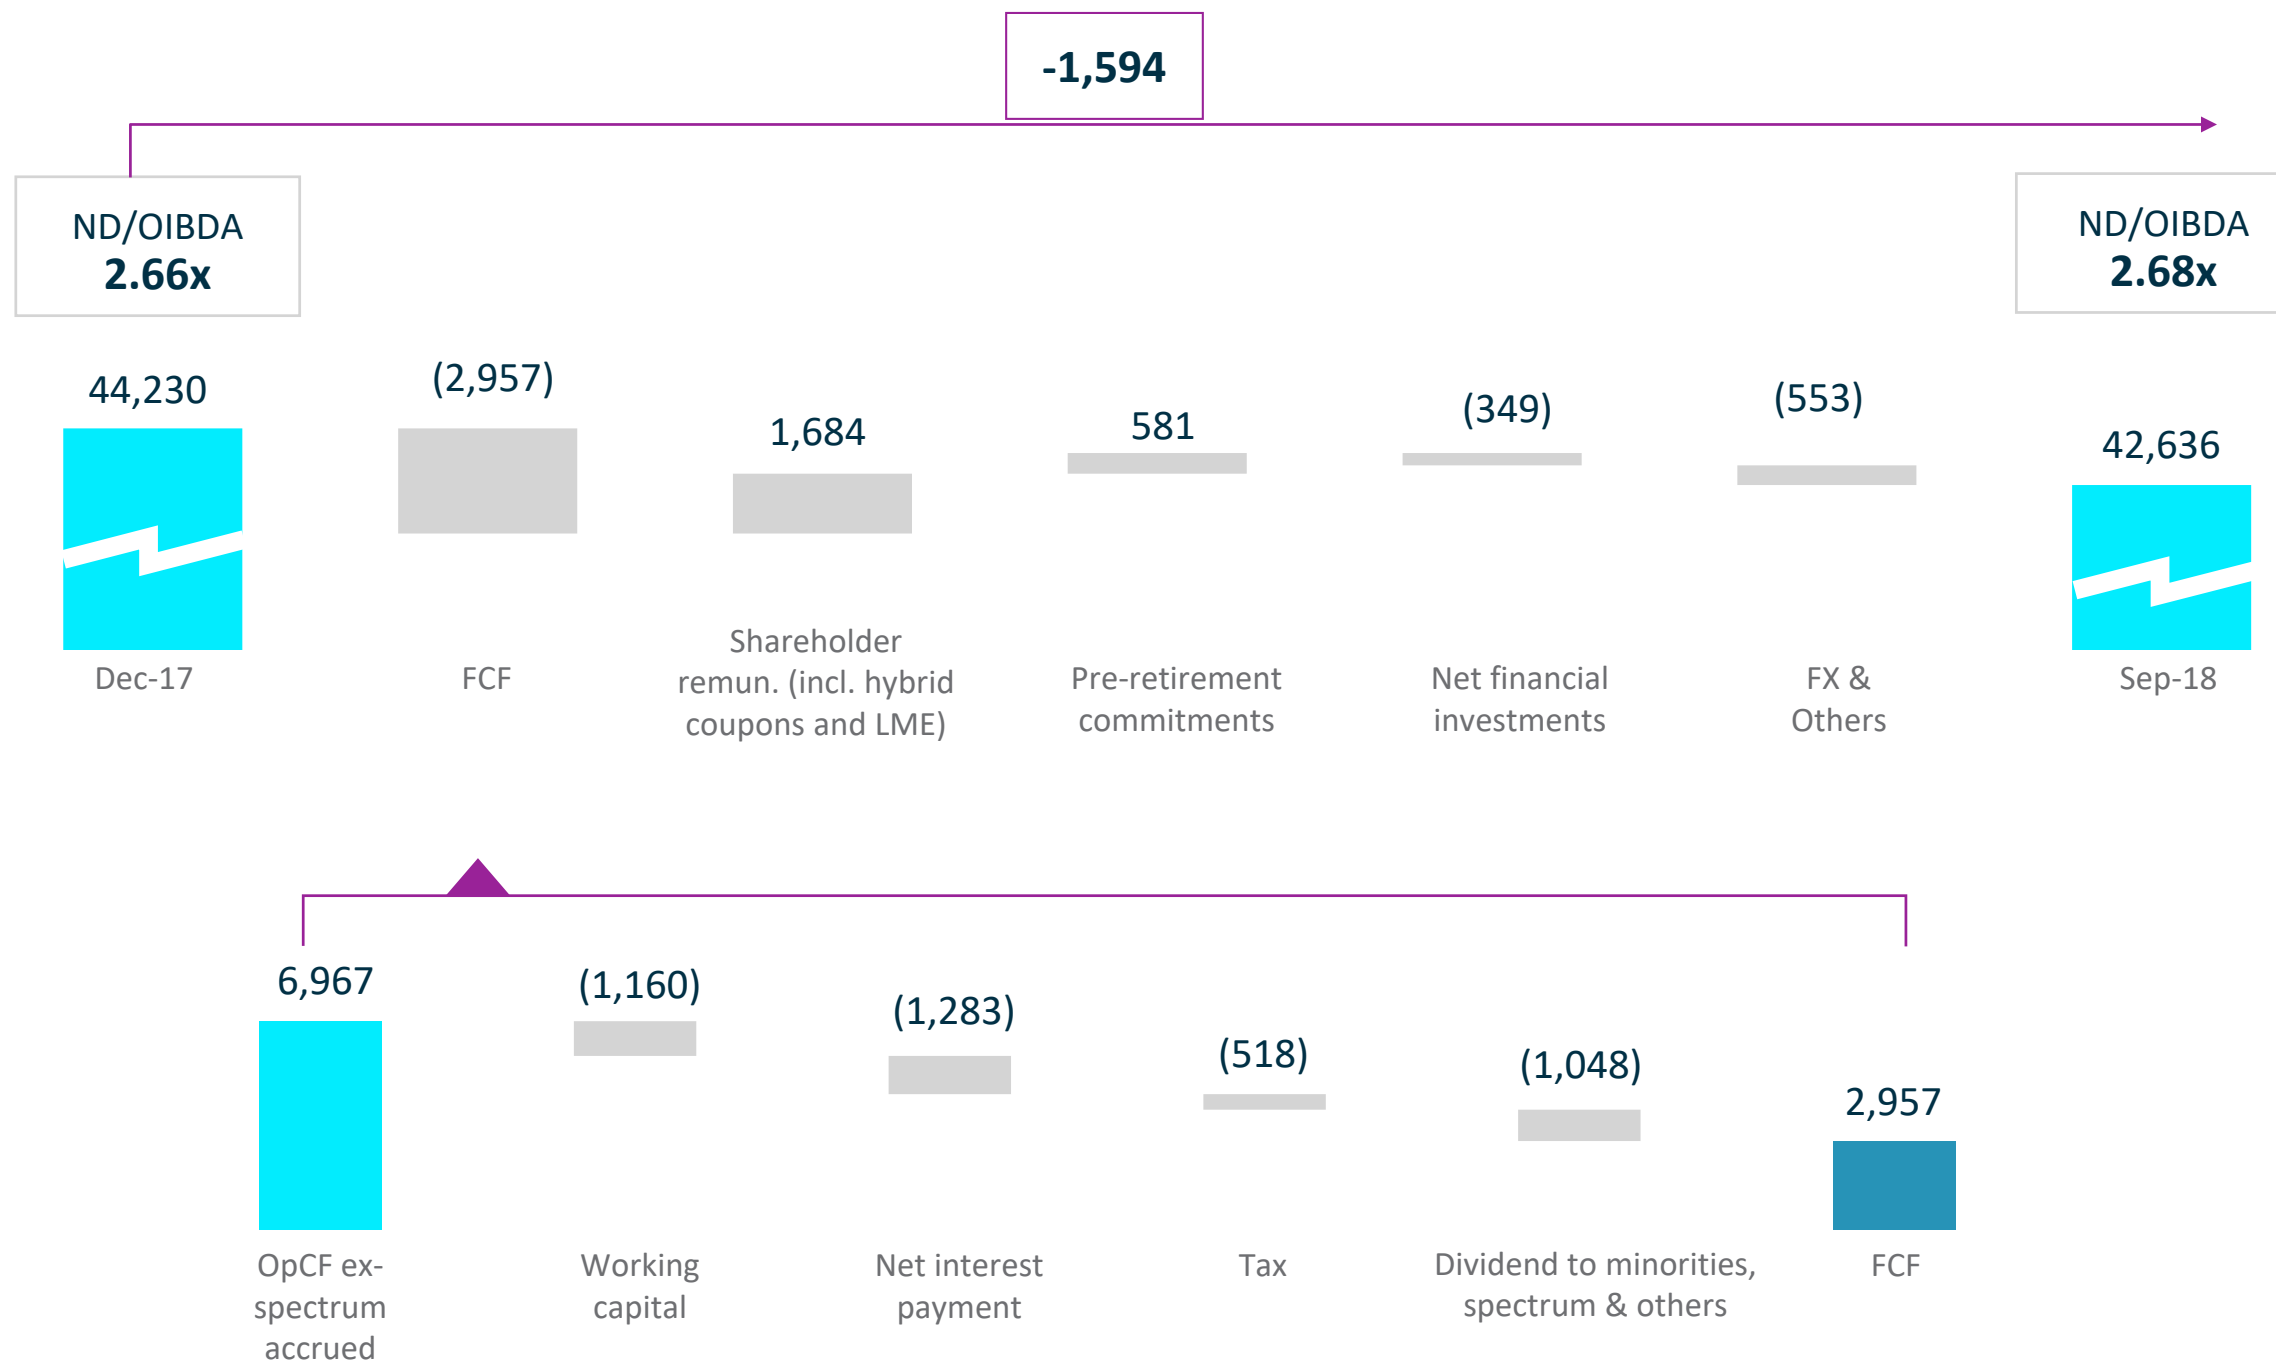 -1,594
ND/OIBDA
2.66x
ND/OIBDA
2.68x
44,230
(2,957)
1,684
581
(349)
(553)
42,636
Dec-17
FCF
Shareholder
remun. (incl. hybrid
coupons and LME)
Pre-retirement
commitments
Net financial
investments
FX &
Others
Sep-18
6,967
(1,160)
(1,283)
(518)
(1,048)
2,957
OpCF ex-
spectrum
accrued
Working
capital
Net interest
payment
Tax
Dividend to minorities,
spectrum & others
FCF